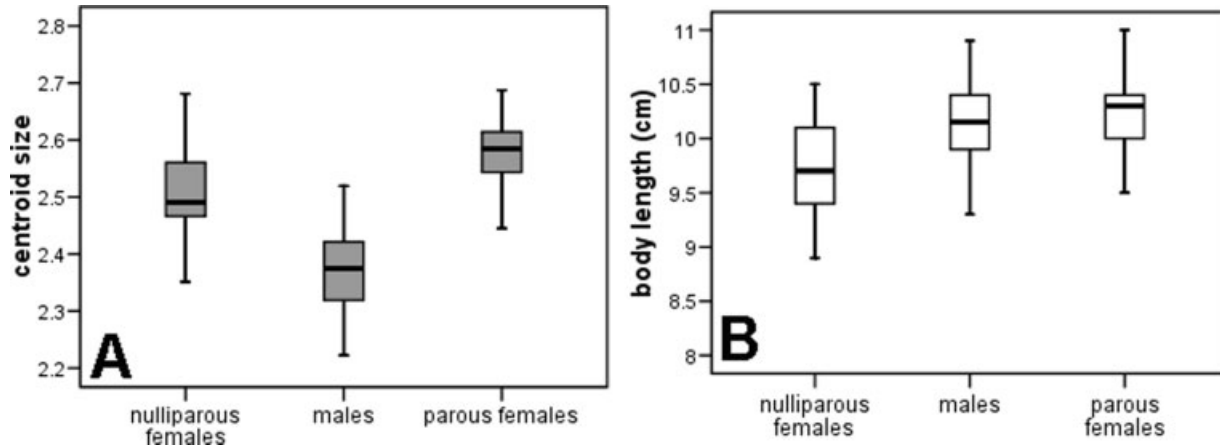 centroid size
2.8
2.7
2.6
2.5
2.4
2.3
2.2
A
nulliparous
females
males
parous females
body length (cm)
11
10.5
10
9.5
9
8.5
8
B
nulliparous
females
males
parous
females